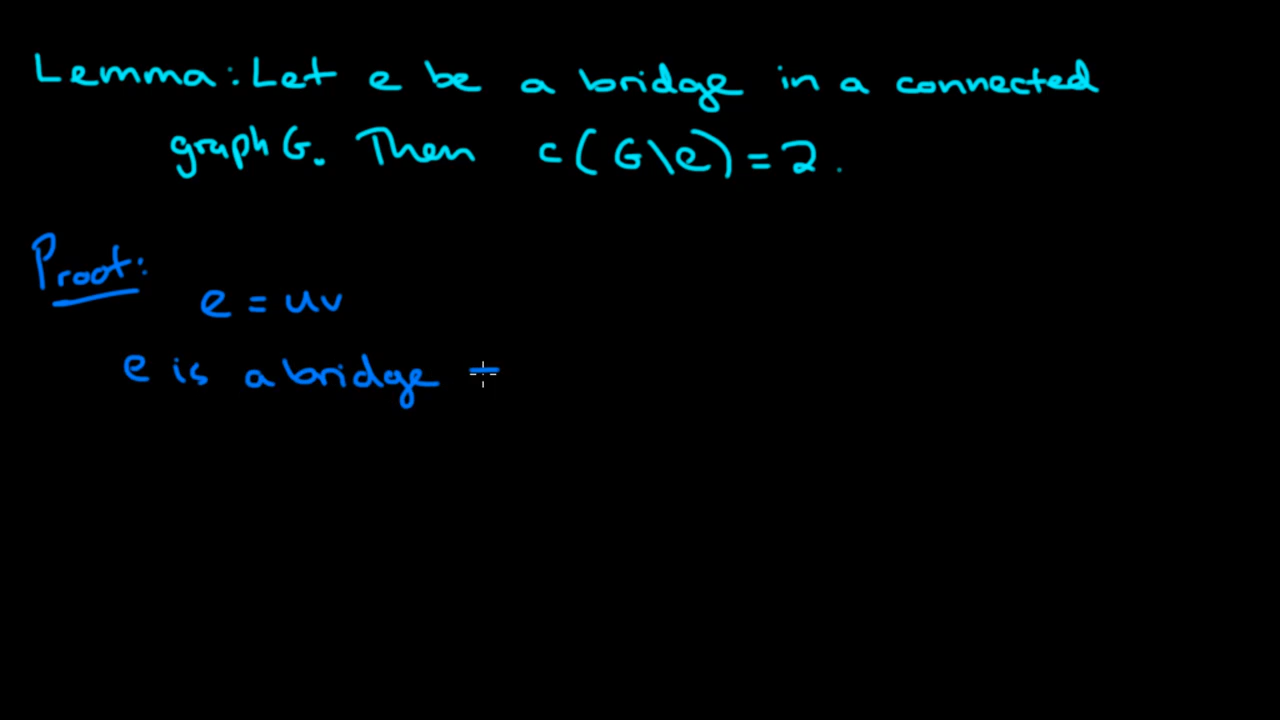 Lemma: Let e be a bridge in a connected
graph G. Then c(G\e) = 2.
Proof:
e = uv
e is a bridge